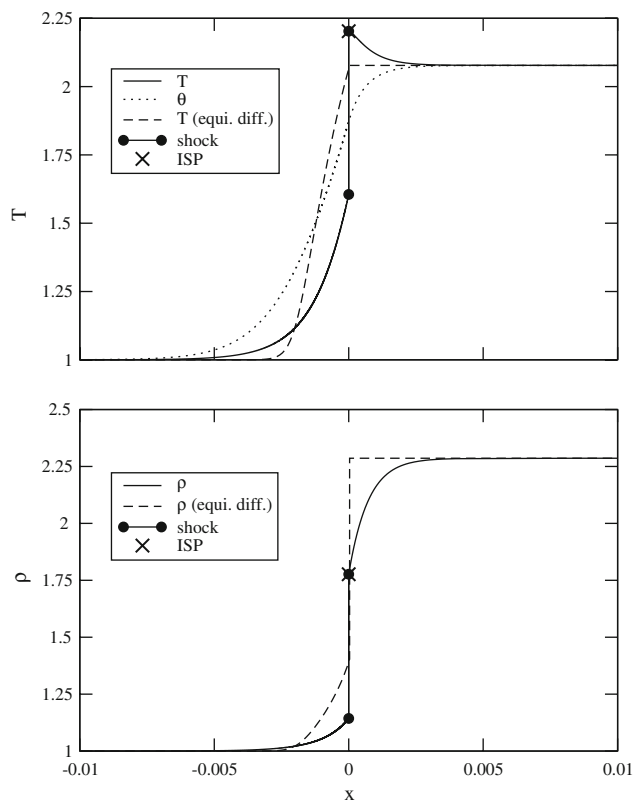 2.25
2
1.75
1.5
1.25
1
T
T
θ
T (equi. diff.)
shock
ISP
2.5
2.25
2
1.75
1.5
1.25
1
ρ
ρ
ρ (equi. diff.)
shock
ISP
-0.01 -0.005 0 0.005 0.01
x